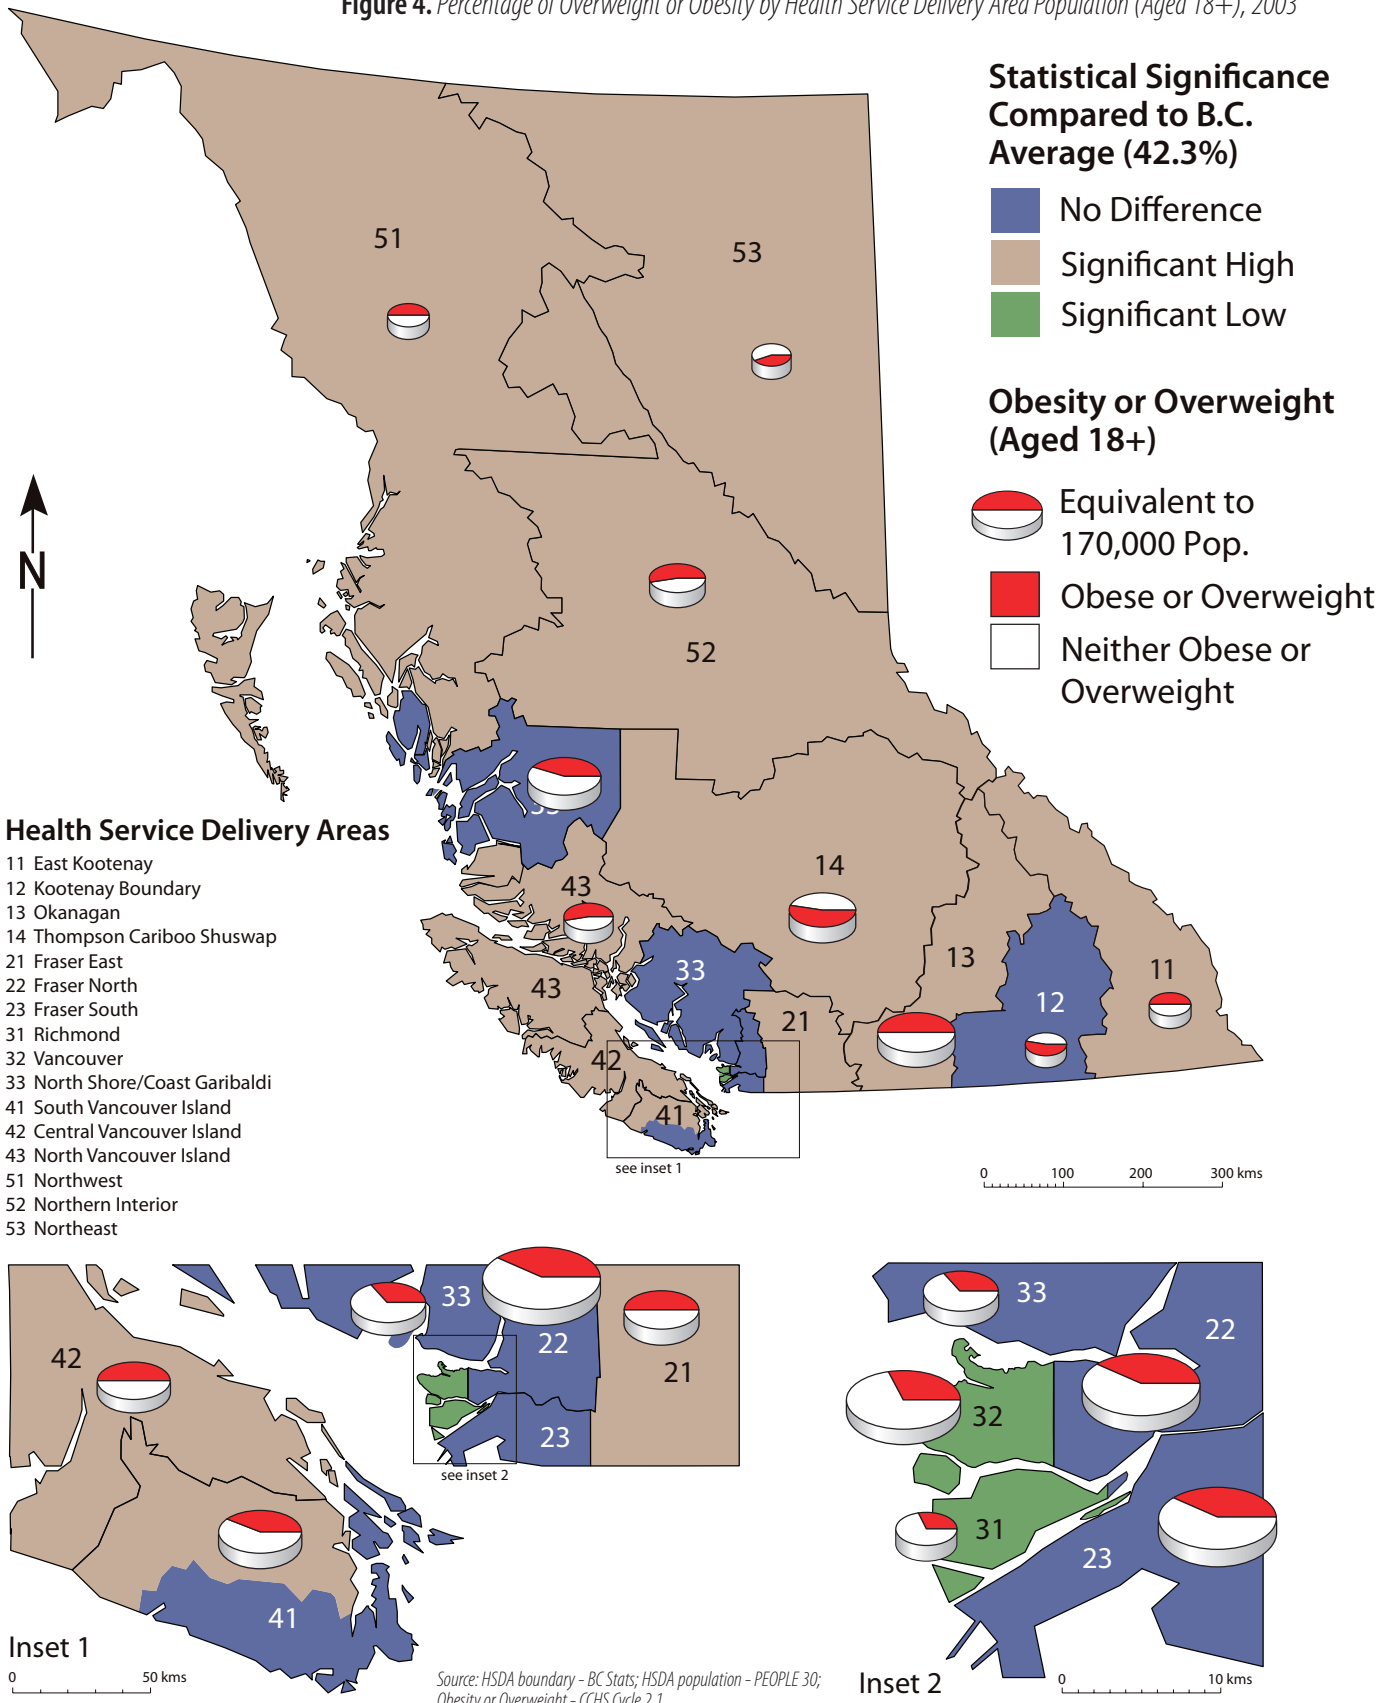 Figure 4. Percentage of Overweight or Obesity by Health Service Delivery Area Population (Aged 18+), 2003
Statistical Significance
Compared to B.C.
Average (42.3%)
No Difference
Significant High
Significant Low
Obesity or Overweight
(Aged 18+)
Equivalent to
170,000 Pop.
Obese or Overweight
Neither Obese or
Overweight
51
53
N
52
14
43
33
13
11
12
43
21
42
41
see inset 1
0 100 200 300 kms
Health Service Delivery Areas
11 East Kootenay
12 Kootenay Boundary
13 Okanagan
14 Thompson Cariboo Shuswap
21 Fraser East
22 Fraser North
23 Fraser South
31 Richmond
32 Vancouver
33 North Shore/Coast Garibaldi
41 South Vancouver Island
42 Central Vancouver Island
43 North Vancouver Island
51 Northwest
52 Northern Interior
53 Northeast
33
22
42
21
23
see inset 2
41
Inset 1
0 50 kms
33
22
32
31
23
Inset 2
0 10 kms
Source: HSDA boundary - BC Stats; HSDA population - PEOPLE 30;
Obesity or Overweight - CCHS Cycle 2.1